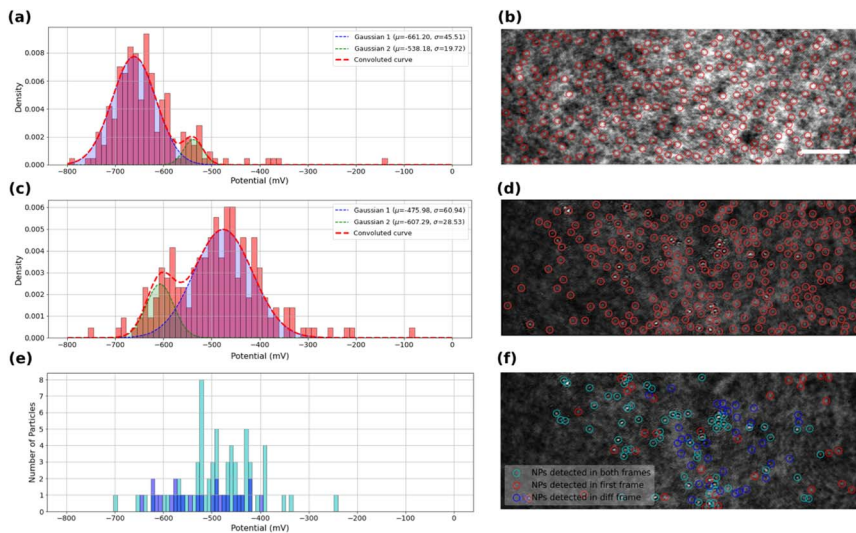 (a)
Density
0.008
0.006
0.004
0.002
0.000
Gaussian 1 (μ=-661.20, σ=45.51)
Gaussian 2 (μ=-538.18, σ=19.72)
Convoluted curve
−800 −700 −600 −500 −400 −300 −200 −100 0
Potential (mV)
(b)
(c)
Density
0.006
0.005
0.004
0.003
0.002
0.001
0.000
Gaussian 1 (μ=-475.98, σ=60.94)
Gaussian 2 (μ=-607.29, σ=28.53)
Convoluted curve
−800 −700 −600 −500 −400 −300 −200 −100 0
Potential (mV)
(d)
(e)
Number of Particles
8
7
6
5
4
3
2
1
0
−800 −700 −600 −500 −400 −300 −200 −100 0
Potential (mV)
(f)
NPs detected in both frames
NPs detected in first frame
NPs detected in diff frame